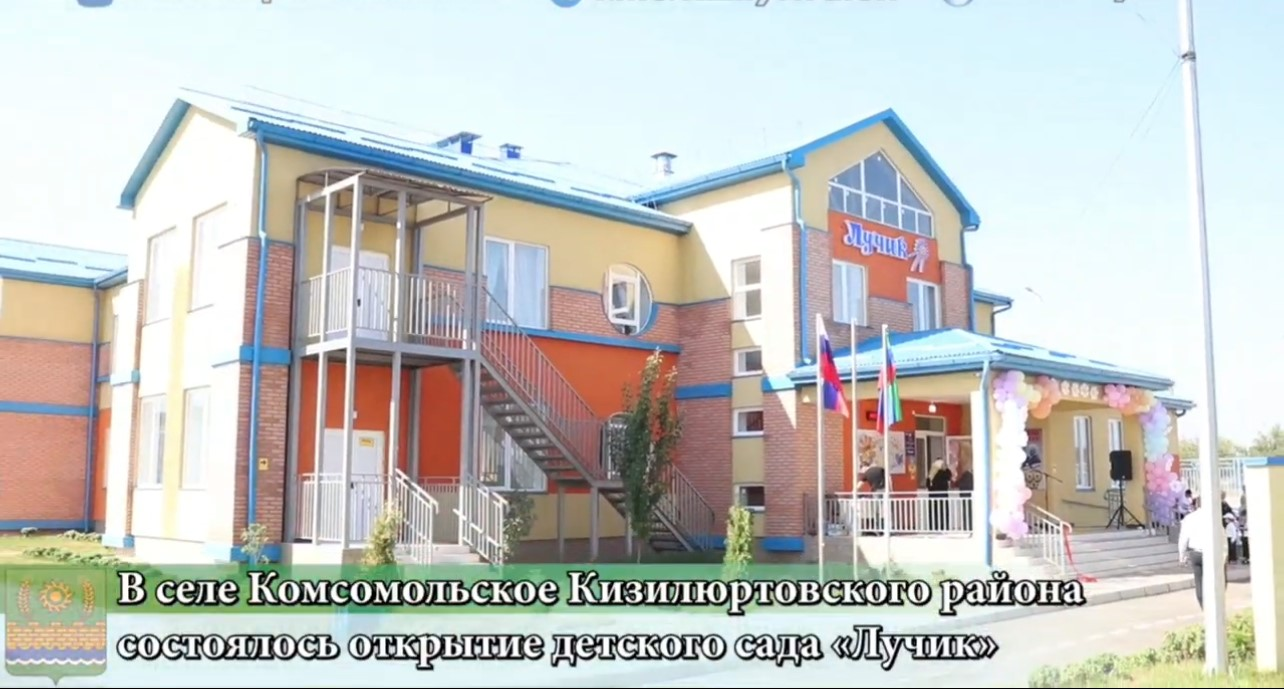 Лучик
В селе Комсомольское Кизилюртовского района
состоялось открытие детского сада «Лучик»